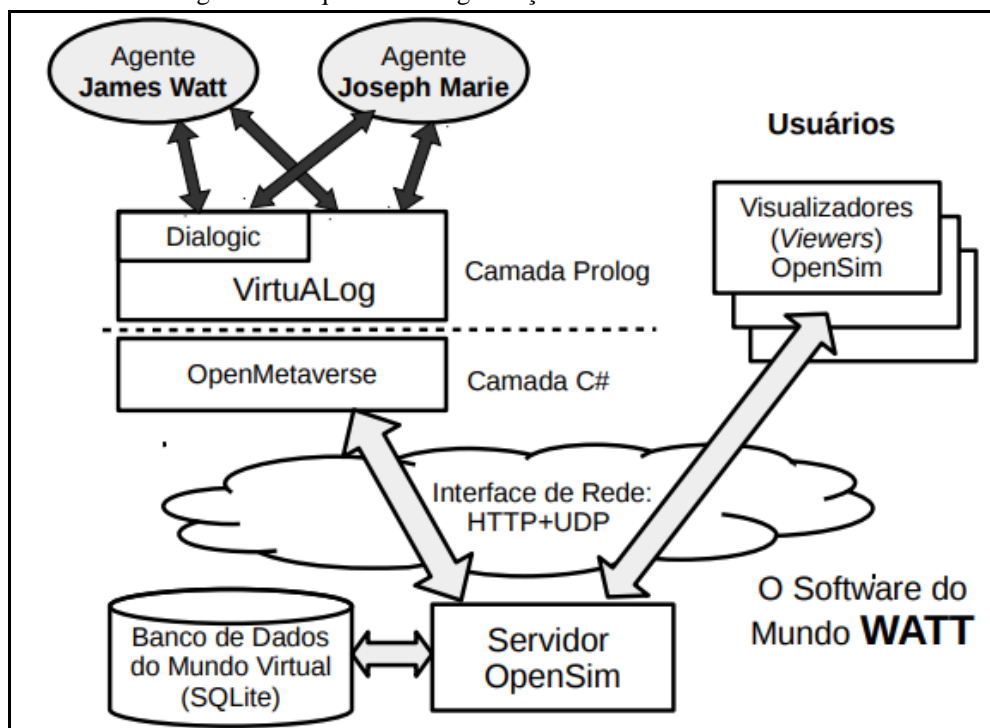 Agente
James Watt
Agente
Joseph Marie
Usuários
Visualizadores
(Viewers)
OpenSim
Dialogic
VirtuALog
Camada Prolog
OpenMetaverse
Camada C#
Interface de Rede:
HTTP+UDP
Banco de Dados
do Mundo Virtual
(SQLite)
Servidor
OpenSim
O Software do
Mundo WATT